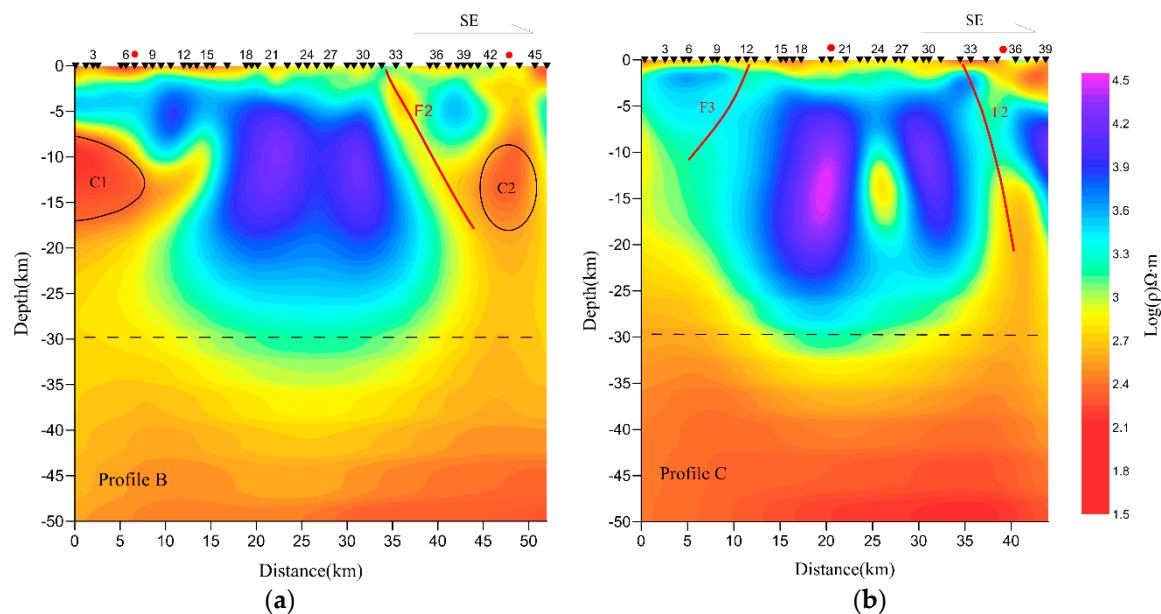 SE
3 6 9 12 13 15 18 21 24 27 30 33 36 39 42 45
0
-5
-10
-15
-20
-25
-30
-35
-40
-45
-50
Depth(km)
F2
C1
C2
Profile B
0 5 10 15 20 25 30 35 40 45 50
Distance(km)
(a)
SE
3 6 9 12 15 18 21 24 27 30 33 36 39
0
-5
-10
-15
-20
-25
-30
-35
-40
-45
-50
Depth(km)
F3
F2
Profile C
0 5 10 15 20 25 30 35 40
Distance(km)
(b)
4.5
4.2
3.9
3.6
3.3
3.0
2.7
2.4
2.1
1.8
1.5
Log(ρ)Ω·m